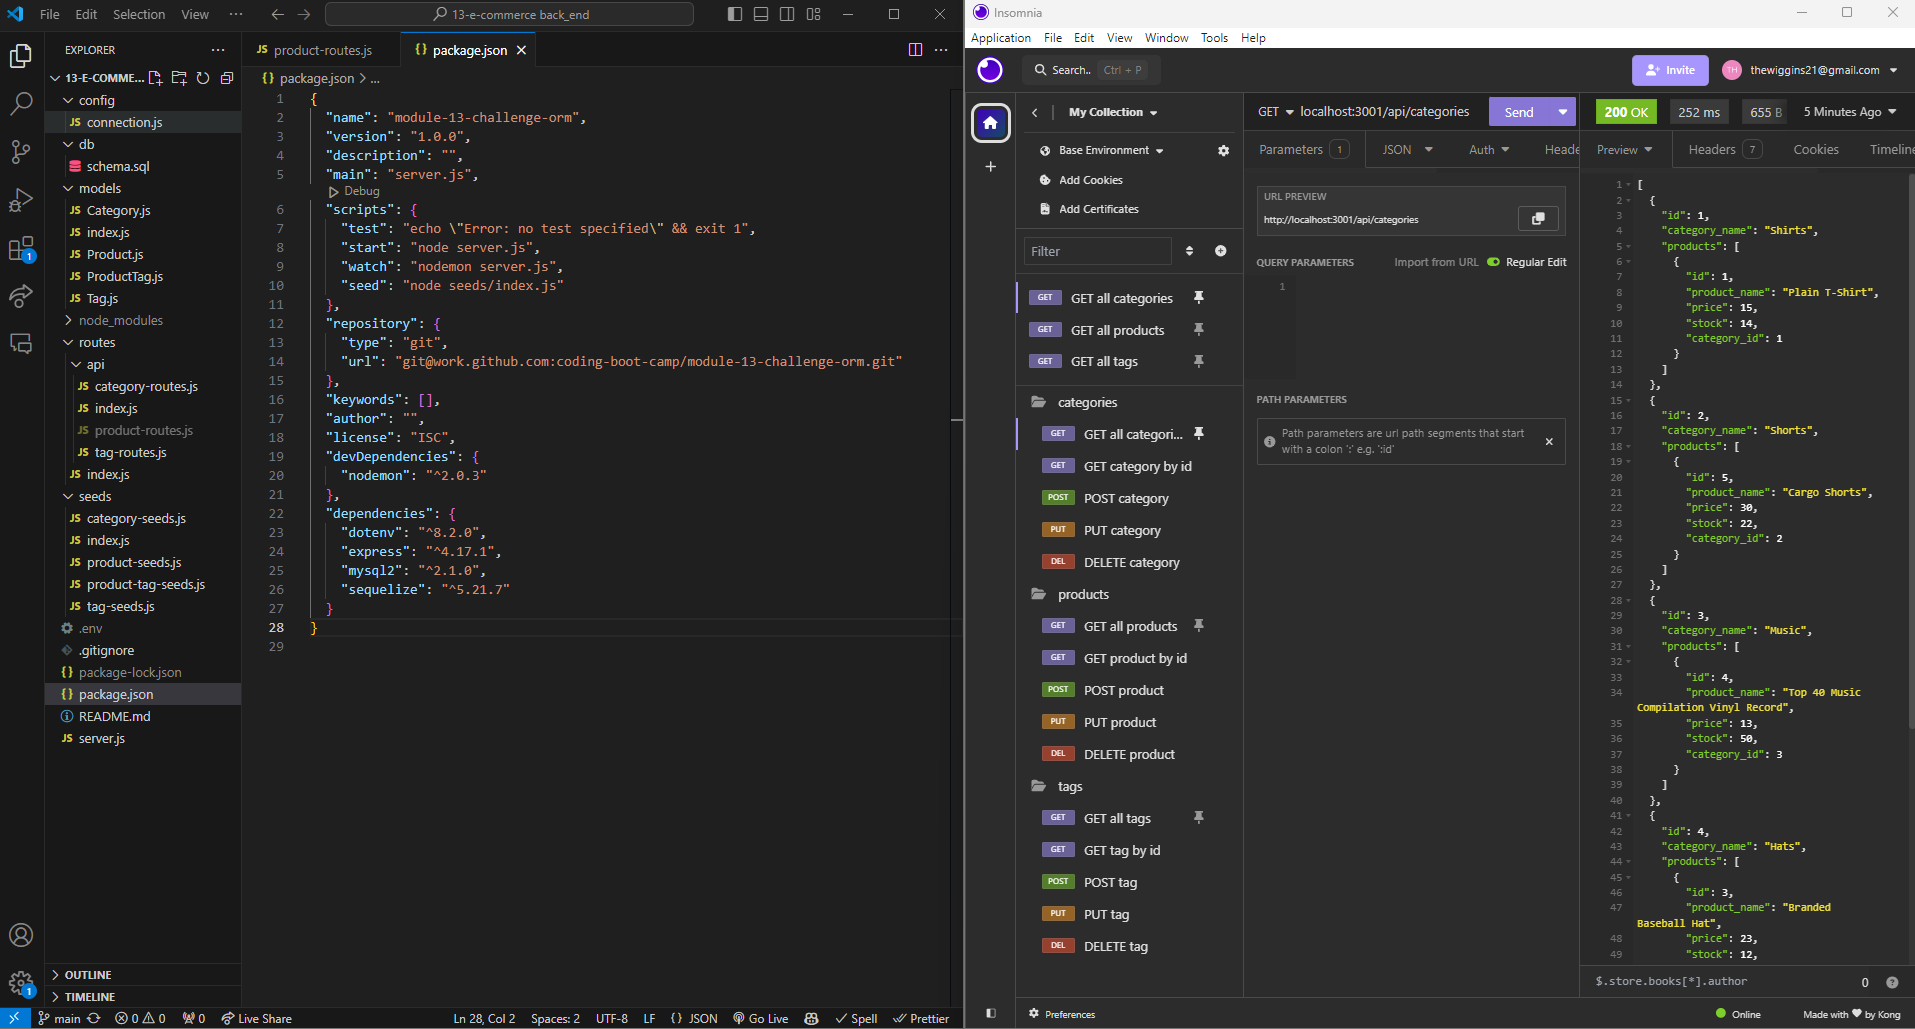 File Edit Selection View ··· 13-e-commerce back_end
EXPLORER
13-E-COMME...
config
connection.js
db
schema.sql
models
Category.js
index.js
Product.js
ProductTag.js
Tag.js
node_modules
routes
api
category-routes.js
index.js
product-routes.js
tag-routes.js
index.js
seeds
category-seeds.js
index.js
product-seeds.js
product-tag-seeds.js
tag-seeds.js
.env
.gitignore
package-lock.json
package.json
README.md
server.js
OUTLINE
TIMELINE
1
1
JS product-routes.js {} package.json
{} package.json > ...
1 {
2 "name": "module-13-challenge-orm",
3 "version": "1.0.0",
4 "description": "",
5 "main": "server.js",
Debug
6 "scripts": {
7 "test": "echo \"Error: no test specified\" && exit 1",
8 "start": "node server.js",
9 "watch": "nodemon server.js",
10 "seed": "node seeds/index.js"
11 },
12 "repository": {
13 "type": "git",
14 "url": "git@work.github.com:coding-boot-camp/module-13-challenge-orm.git"
15 },
16 "keywords": [],
17 "author": "",
18 "license": "ISC",
19 "devDependencies": {
20 "nodemon": "^2.0.3"
21 },
22 "dependencies": {
23 "dotenv": "^8.2.0",
24 "express": "^4.17.1",
25 "mysql2": "^2.1.0",
26 "sequelize": "^5.21.7"
27 }
28 }
29
main 0 0 0 Live Share Ln 28, Col 2 Spaces: 2 UTF-8 LF {} JSON Go Live Spell Prettier
Insomnia
Application File Edit View Window Tools Help
Search.. Ctrl + P Invite TH thewiggins21@gmail.com
My Collection
Base Environment
Add Cookies
Add Certificates
Filter
GET GET all categories
GET GET all products
GET GET all tags
categories
GET GET all categori...
GET GET category by id
POST POST category
PUT PUT category
DEL DELETE category
products
GET GET all products
GET GET product by id
POST POST product
PUT PUT product
DEL DELETE product
tags
GET GET all tags
GET GET tag by id
POST POST tag
PUT PUT tag
DEL DELETE tag
GET localhost:3001/api/categories Send
Parameters 1 JSON Auth Heade
URL PREVIEW
http://localhost:3001/api/categories
QUERY PARAMETERS Import from URL Regular Edit
1
PATH PARAMETERS
Path parameters are url path segments that start
with a colon ':' e.g. ':id'
200 OK 252 ms 655 B 5 Minutes Ago
Preview Headers 7 Cookies Timeline
1 [
2 {
3 "id": 1,
4 "category_name": "Shirts",
5 "products": [
6 {
7 "id": 1,
8 "product_name": "Plain T-Shirt",
9 "price": 15,
10 "stock": 14,
11 "category_id": 1
12 }
13 ]
14 },
15 {
16 "id": 2,
17 "category_name": "Shorts",
18 "products": [
19 {
20 "id": 5,
21 "product_name": "Cargo Shorts",
22 "price": 30,
23 "stock": 22,
24 "category_id": 2
25 }
26 ]
27 },
28 {
29 "id": 3,
30 "category_name": "Music",
31 "products": [
32 {
33 "id": 4,
34 "product_name": "Top 40 Music
Compilation Vinyl Record",
35 "price": 13,
36 "stock": 50,
37 "category_id": 3
38 }
39 ]
40 },
41 {
42 "id": 4,
43 "category_name": "Hats",
44 "products": [
45 {
46 "id": 3,
47 "product_name": "Branded
Baseball Hat",
48 "price": 23,
49 "stock": 12,
$.store.books[*].author 0
Preferences Online Made with ♥ by Kong